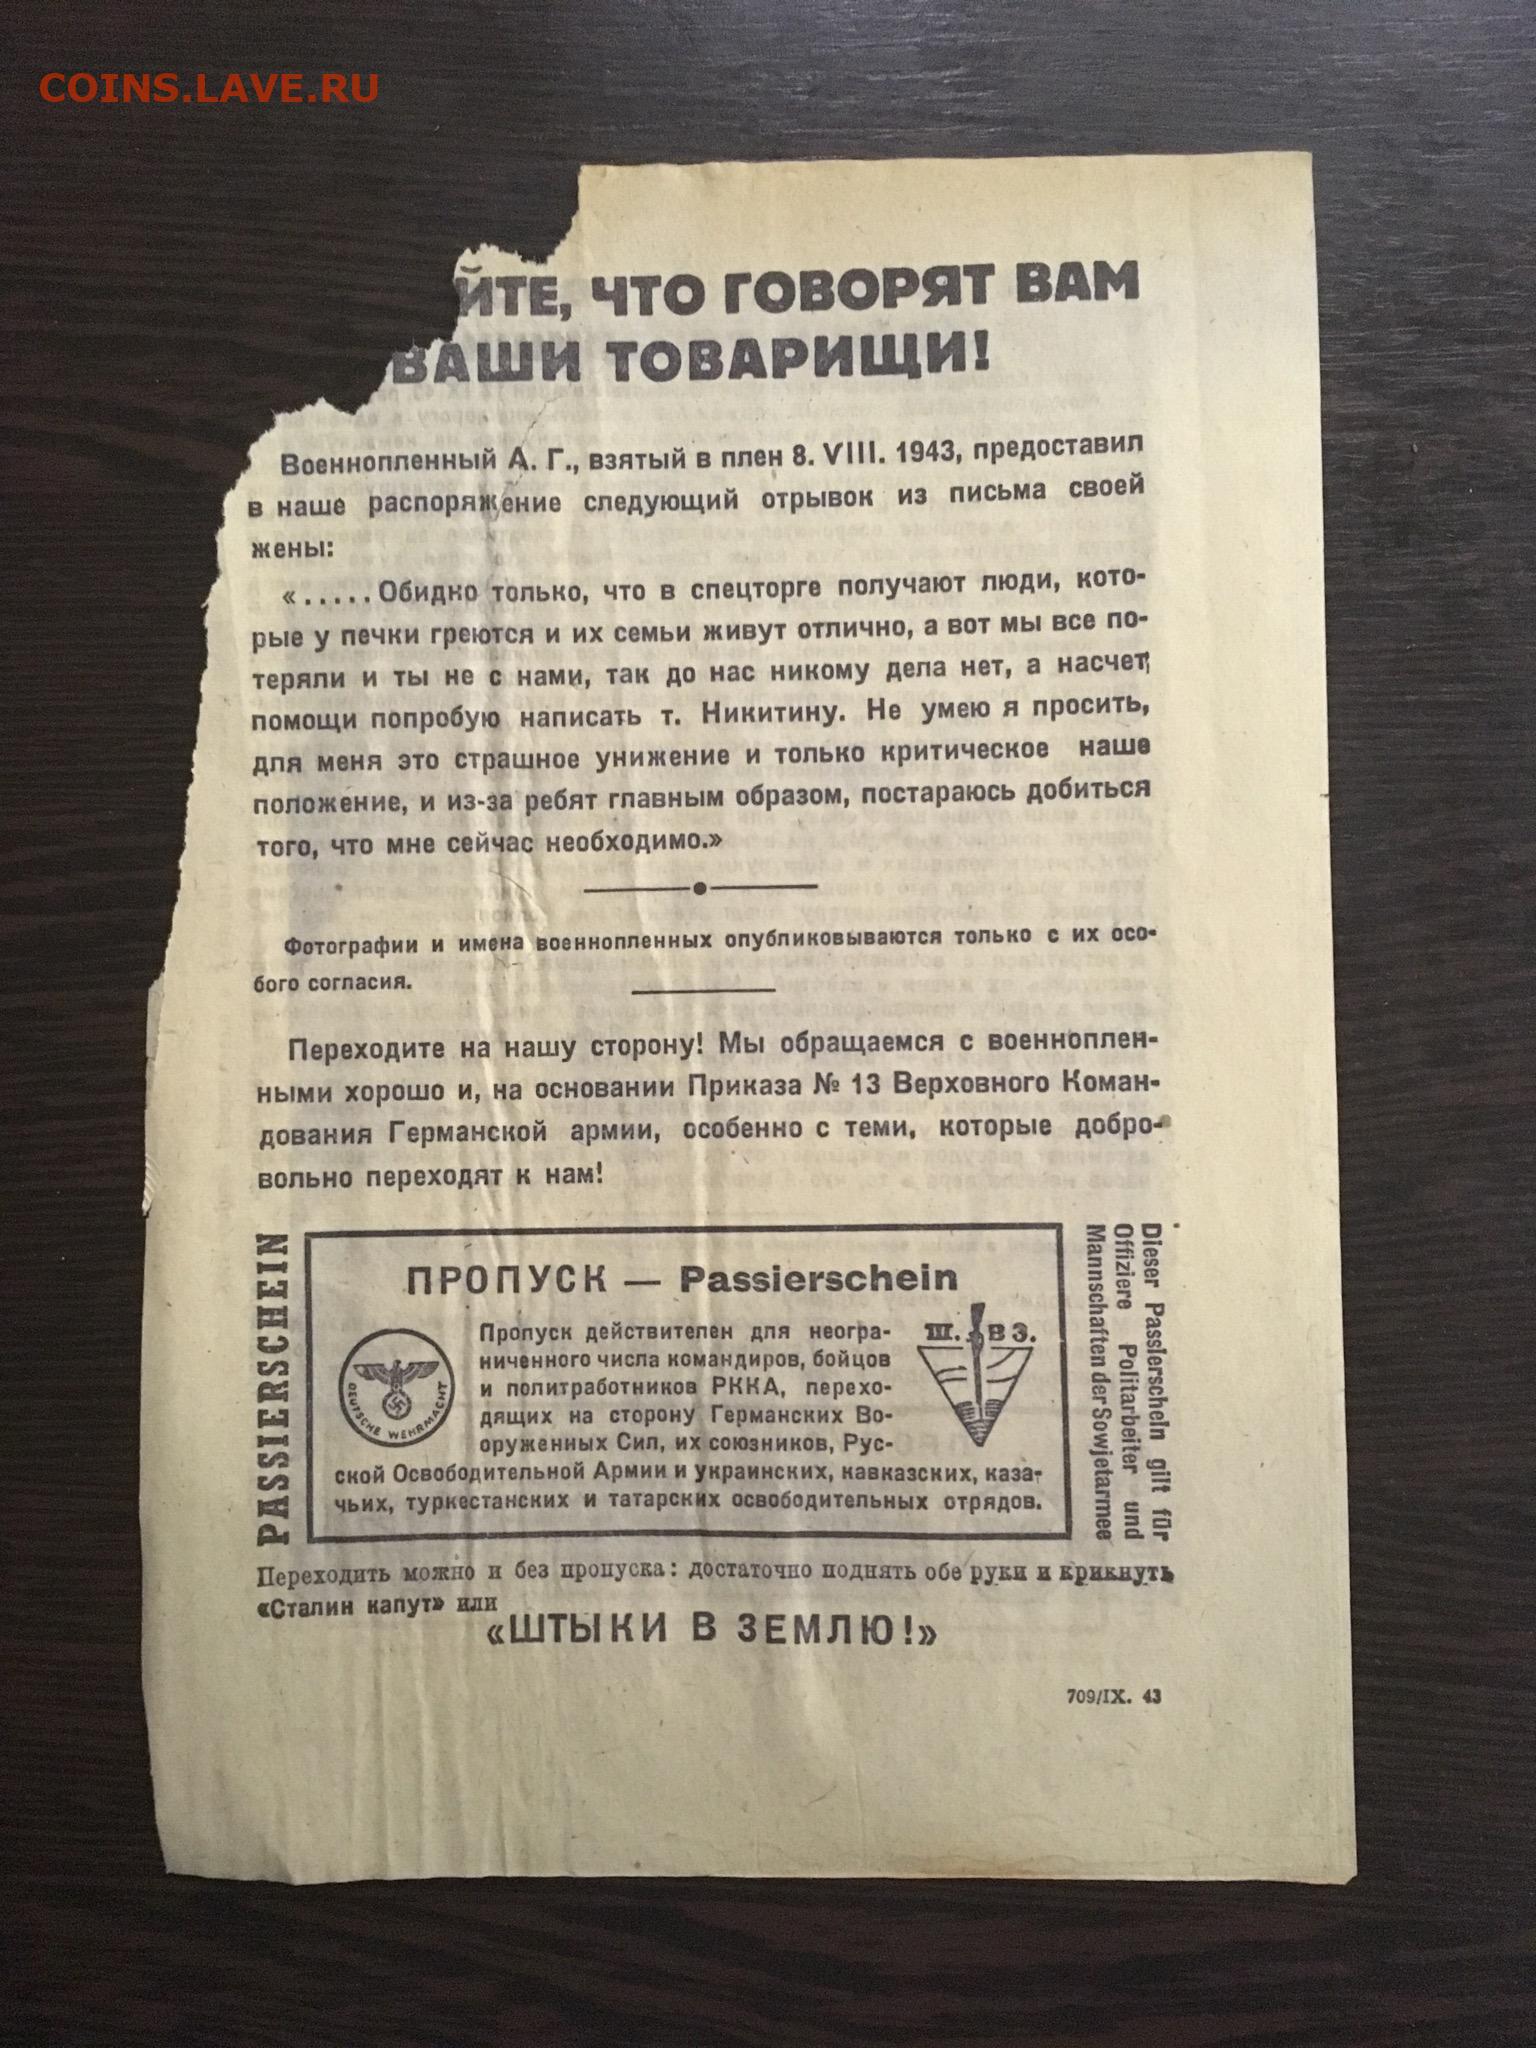 COINS.LAVE.RU
ЙТЕ, ЧТО ГОВОРЯТ ВАМ
ВАШИ ТОВАРИЩИ!
Военнопленный А. Г., взятый в плен 8. VIII. 1943, предоставил
в наше распоряжение следующий отрывок из письма своей
жены:
«.....Обидно только, что в спецторге получают люди, кото-
рые у печки греются и их семьи живут отлично, а вот мы все по-
теряли и ты не с нами, так до нас никому дела нет, а насчет
помощи попробую написать т. Никитину. Не умею я просить,
для меня это страшное унижение и только критическое наше
положение, и из-за ребят главным образом, постараюсь добиться
того, что мне сейчас необходимо.»
Фотографии и имена военнопленных опубликовываются только с их осо-
бого согласия.
Переходите на нашу сторону! Мы обращаемся с военноплен-
ными хорошо и, на основании Приказа № 13 Верховного Коман-
дования Германской армии, особенно с теми, которые добро-
вольно переходят к нам!
PASSIERSCHEIN
ПРОПУСК — Passierschein
DEUTSCHE WEHRMACHT
Пропуск действителен для неогра-
ниченного числа командиров, бойцов
и политработников РККА, перехо-
дящих на сторону Германских Во-
оруженных Сил, их союзников, Рус-
ской Освободительной Армии и украинских, кавказских, каза-
чьих, туркестанских и татарских освободительных отрядов.
Ш. В З.
Dieser Passierschein gilt für
Offiziere Politarbeiter und
Mannschaften der Sowjetarmee
Переходить можно и без пропуска: достаточно поднять обе руки и крикнуть
«Сталин капут» или
«ШТЫКИ В ЗЕМЛЮ!»
709/IX. 43